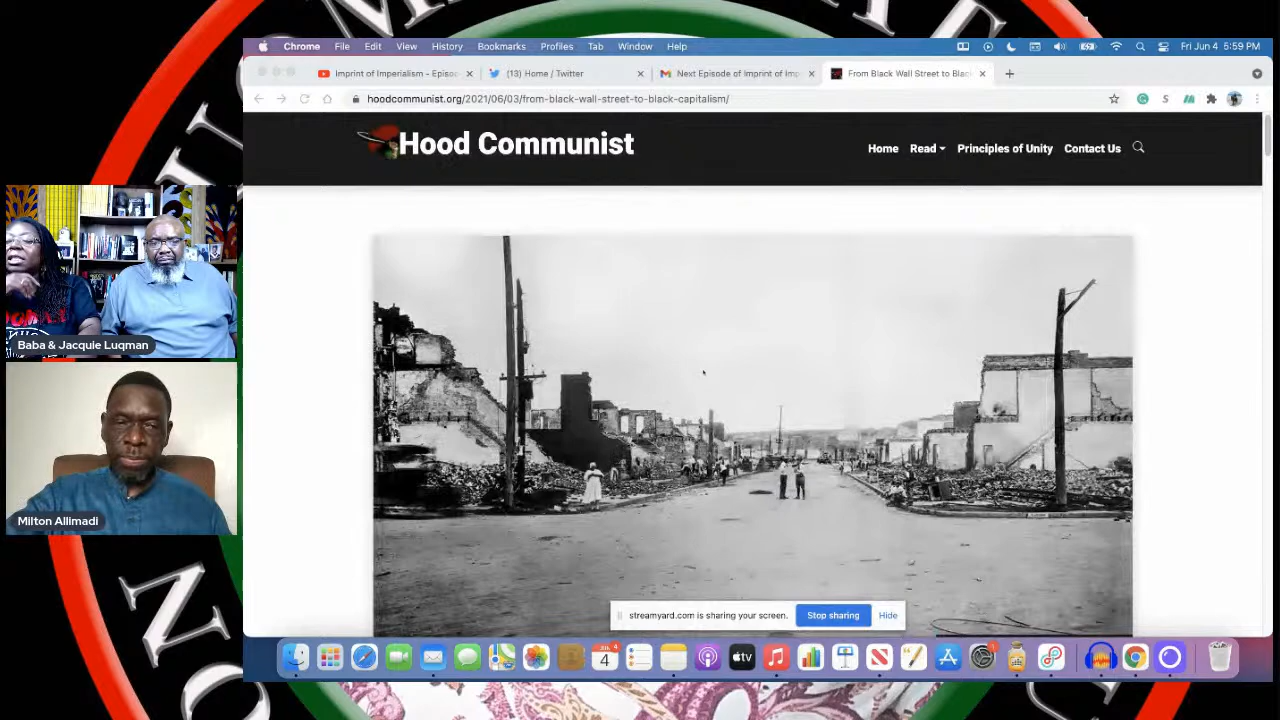 Chrome File Edit View History Bookmarks Profiles Tab Window Help Fri Jun 4 5:59 PM
Imprint of Imperialism - Episo (13) Home / Twitter Next Episode of Imprint of Imp From Black Wall Street to Blac
hoodcommunist.org/2021/06/03/from-black-wall-street-to-black-capitalism/
Hood Communist
Home Read Principles of Unity Contact Us
Baba & Jacquie Luqman
Milton Allimadi
streamyard.com is sharing your screen. Stop sharing Hide
4
tv